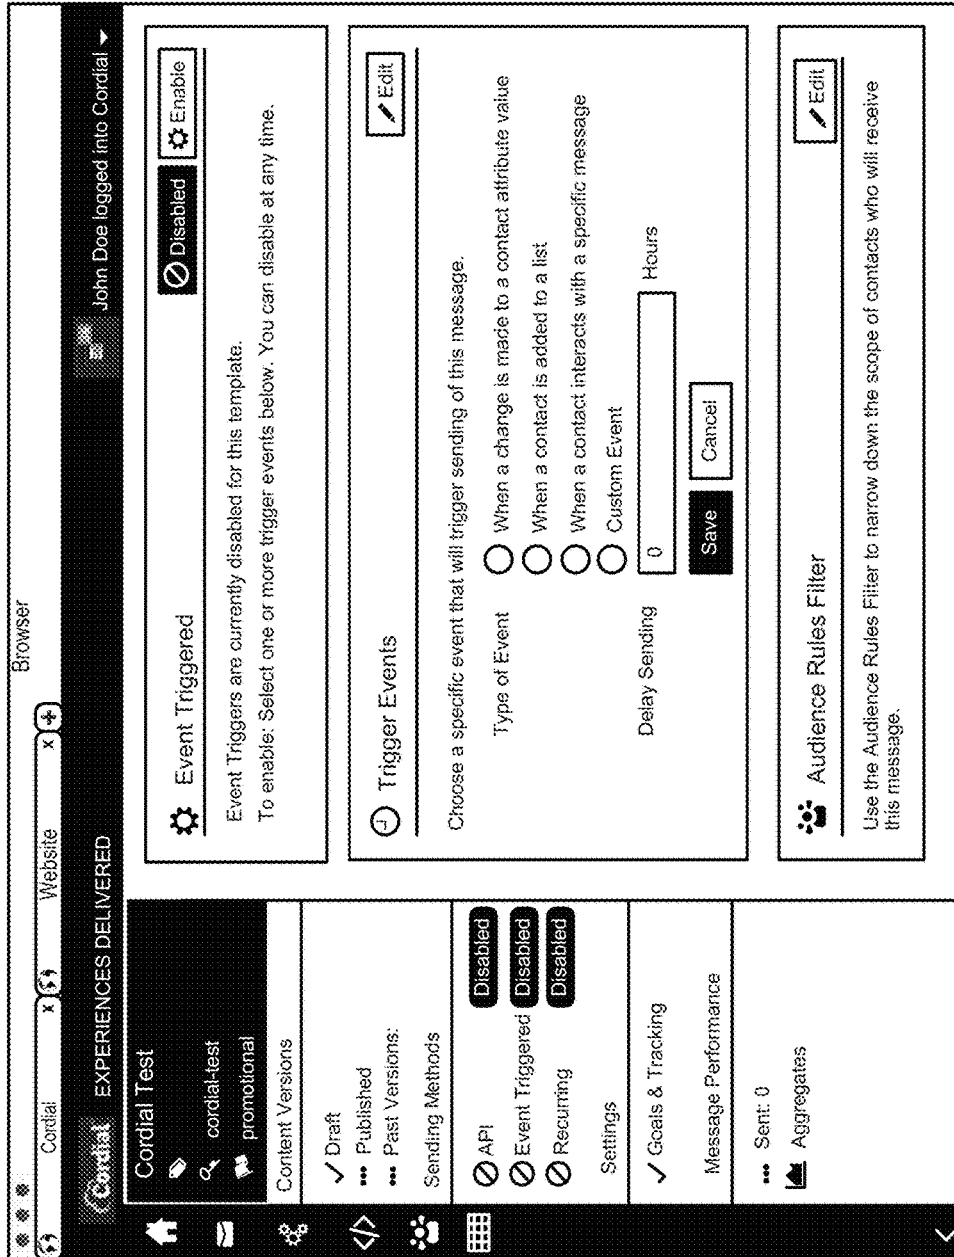 Browser
Cordial x
Website x +
Cordial EXPERIENCES DELIVERED
John Doe logged into Cordial
Cordial Test
cordial-test
promotional
Content Versions
Draft
Published
Past Versions:
Sending Methods
API Disabled
Event Triggered Disabled
Recurring Disabled
Settings
Goals & Tracking
Message Performance
Sent: 0
Aggregates
Event Triggered
Disabled
Enable
Event Triggers are currently disabled for this template.
To enable: Select one or more trigger events below. You can disable at any time.
Trigger Events
Edit
Choose a specific event that will trigger sending of this message.
Type of Event
When a change is made to a contact attribute value
When a contact is added to a list
When a contact interacts with a specific message
Custom Event
Delay Sending 0 Hours
Save Cancel
Audience Rules Filter
Edit
Use the Audience Rules Filter to narrow down the scope of contacts who will receive
this message.